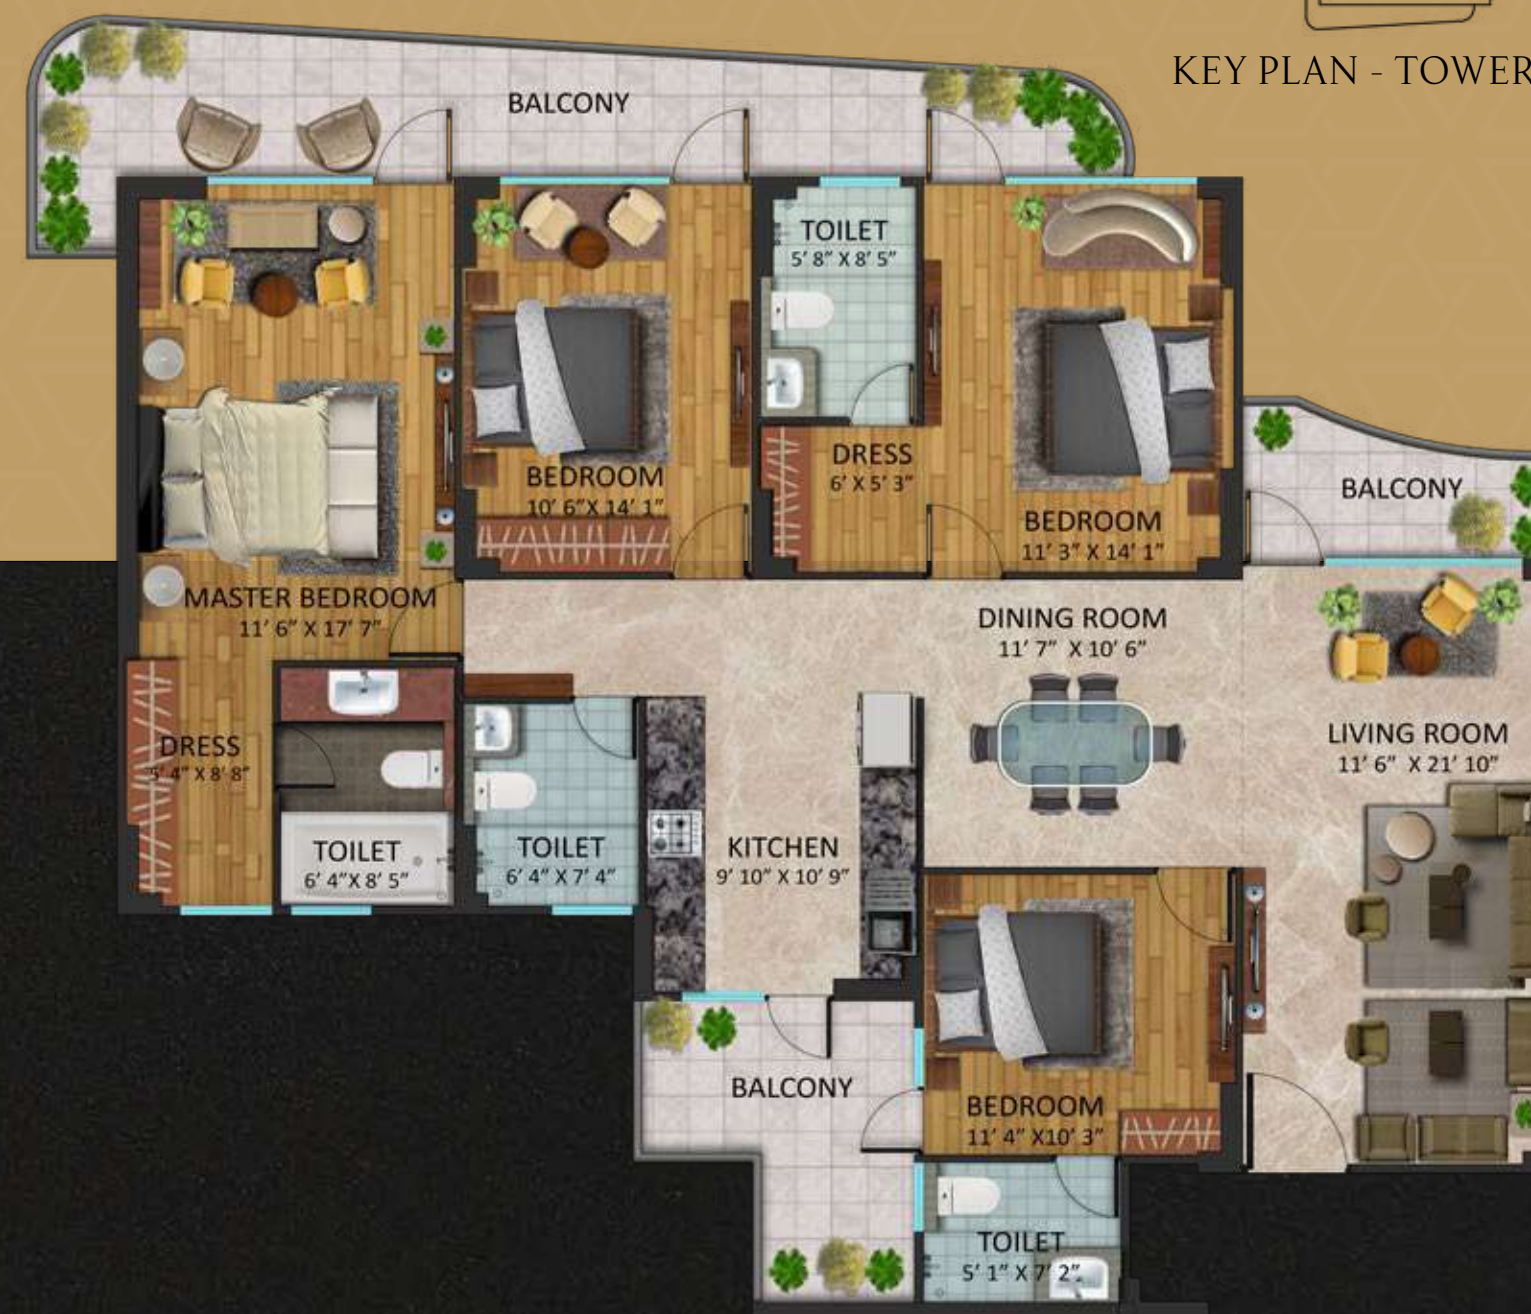 KEY PLAN - TOWER
BALCONY
TOILET
5' 8" X 8' 5"
DRESS
6' X 5' 3"
BEDROOM
10' 6"X 14' 1"
BEDROOM
11' 3" X 14' 1"
BALCONY
MASTER BEDROOM
11' 6" X 17' 7"
DINING ROOM
11' 7" X 10' 6"
LIVING ROOM
11' 6" X 21' 10"
DRESS
4" X 8' 8"
TOILET
6' 4"X 8' 5"
TOILET
6' 4" X 7' 4"
KITCHEN
9' 10" X 10' 9"
BALCONY
BEDROOM
11' 4" X10' 3"
TOILET
5' 1" X 7' 2"